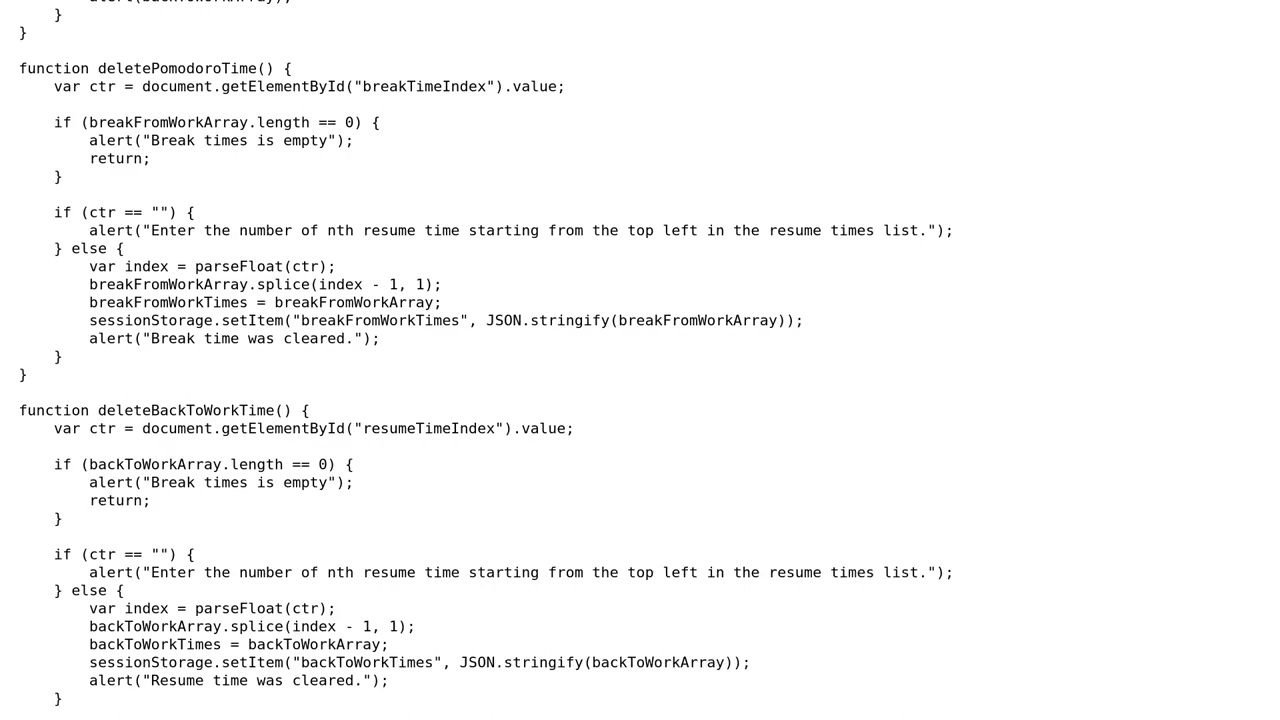 alert(backToWorkArray);
    }
}

function deletePomodoroTime() {
    var ctr = document.getElementById("breakTimeIndex").value;

    if (breakFromWorkArray.length == 0) {
        alert("Break times is empty");
        return;
    }

    if (ctr == "") {
        alert("Enter the number of nth resume time starting from the top left in the resume times list.");
    } else {
        var index = parseFloat(ctr);
        breakFromWorkArray.splice(index - 1, 1);
        breakFromWorkTimes = breakFromWorkArray;
        sessionStorage.setItem("breakFromWorkTimes", JSON.stringify(breakFromWorkArray));
        alert("Break time was cleared.");
    }
}

function deleteBackToWorkTime() {
    var ctr = document.getElementById("resumeTimeIndex").value;

    if (backToWorkArray.length == 0) {
        alert("Break times is empty");
        return;
    }

    if (ctr == "") {
        alert("Enter the number of nth resume time starting from the top left in the resume times list.");
    } else {
        var index = parseFloat(ctr);
        backToWorkArray.splice(index - 1, 1);
        backToWorkTimes = backToWorkArray;
        sessionStorage.setItem("backToWorkTimes", JSON.stringify(backToWorkArray));
        alert("Resume time was cleared.");
    }